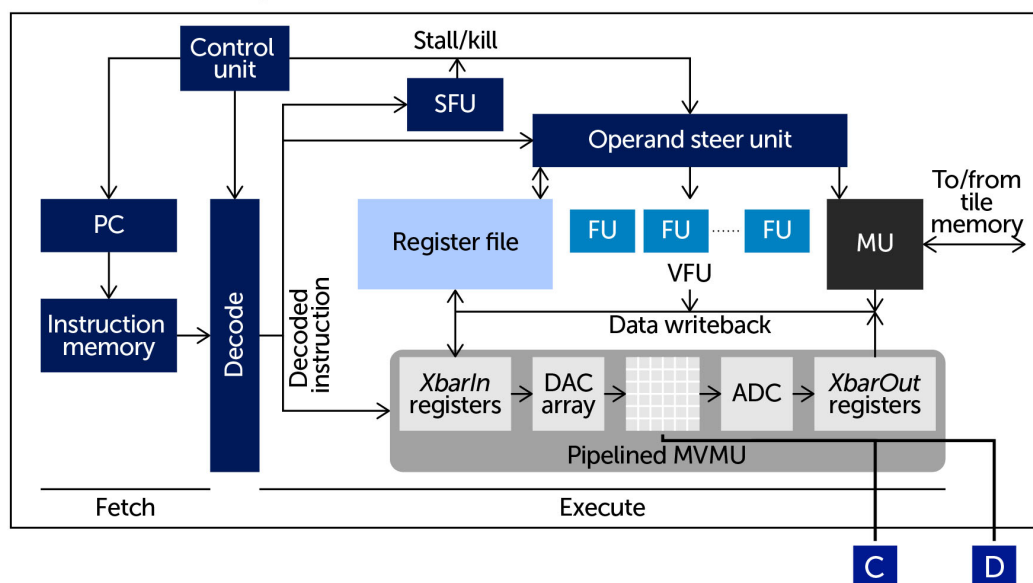 Control
unit
Stall/kill
SFU
Operand steer unit
To/from
tile
memory
PC
Register file
FU
FU
......
FU
MU
VFU
Instruction
memory
Decode
Decoded
instruction
Data writeback
XbarIn
registers
DAC
array
ADC
XbarOut
registers
Pipelined MVMU
Fetch
Execute
C
D